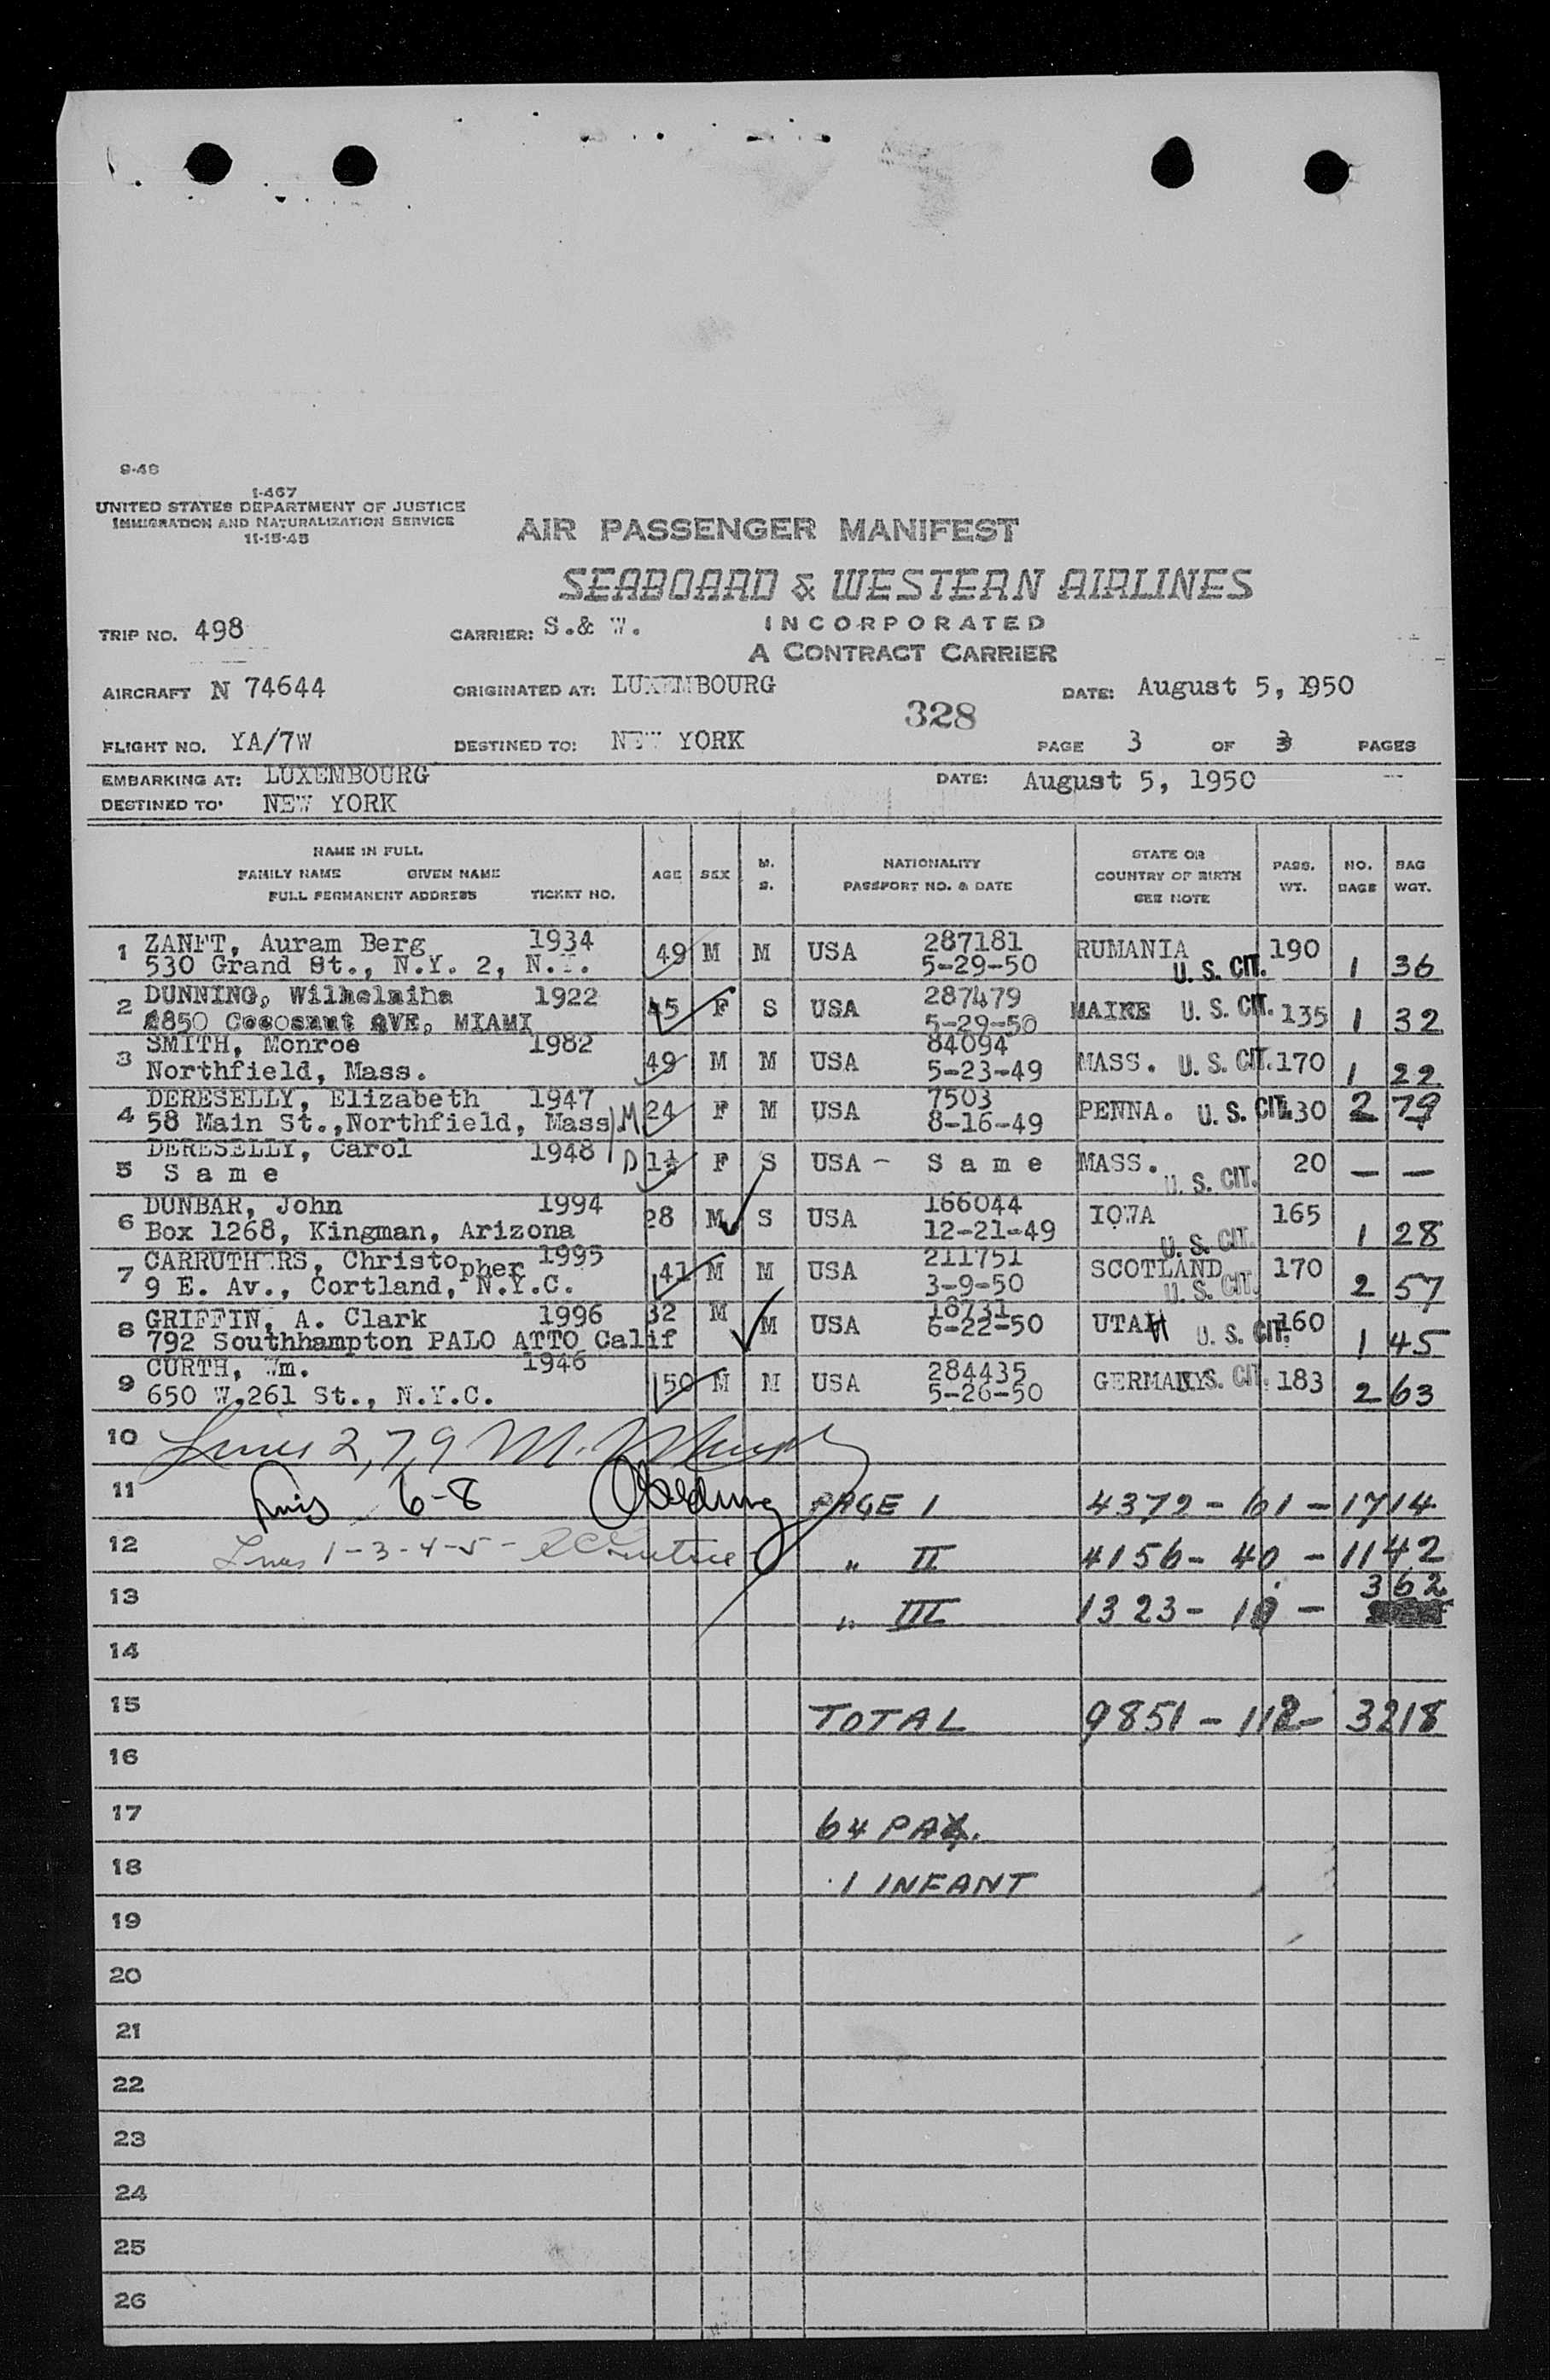 9-48
I-467
UNITED STATES DEPARTMENT OF JUSTICE
IMMIGRATION AND NATURALIZATION SERVICE
11-15-45
AIR PASSENGER MANIFEST
SEABOARD & WESTERN AIRLINES
INCORPORATED
A CONTRACT CARRIER
TRIP NO. 498 CARRIER: S.& W.
AIRCRAFT N 74644 ORIGINATED AT: LUXEMBOURG DATE: August 5, 1950
328
FLIGHT NO. YA/7W DESTINED TO: NEW YORK PAGE 3 OF 3 PAGES
EMBARKING AT: LUXEMBOURG DATE: August 5, 1950
DESTINED TO: NEW YORK
NAME IN FULL
FAMILY NAME GIVEN NAME
FULL PERMANENT ADDRESS TICKET NO.
AGE SEX M. S.
NATIONALITY
PASSPORT NO. & DATE
STATE OR
COUNTRY OF BIRTH
SEE NOTE
PASS. WT. NO. BAGS BAG WGT.
1 ZANFT, Auram Berg 1934 49 M M USA 287181 RUMANIA 190
530 Grand St., N.Y. 2, N.Y. 5-29-50 U. S. CIT. 1 36
2 DUNNING, Wilhelmina 1922 45 F S USA 287479 MAINE U. S. CIT. 135 1 32
2850 Cocosnut AVE, MIAMI 5-29-50
3 SMITH, Monroe 1982 49 M M USA 84094 MASS. U. S. CIT. 170 1 22
Northfield, Mass. 5-23-49
4 DERESELLY, Elizabeth 1947 M 24 F M USA 7503 PENNA. U. S. CIT. 130 2 79
58 Main St.,Northfield, Mass 8-16-49
5 DERESELLY, Carol 1948 D 1½ F S USA - S a m e MASS. 20 — —
S a m e U. S. CIT.
6 DUNBAR, John 1994 28 M S USA 166044 IOWA 165
Box 1268, Kingman, Arizona 12-21-49 U. S. CIT. 1 28
7 CARRUTHERS, Christopher 1995 41 M M USA 211751 SCOTLAND 170
9 E. Av., Cortland, N.Y.C. 3-9-50 U. S. CIT. 2 57
8 GRIFFIN, A. Clark 1996 32 M M USA 18731 UTAH U. S. CIT. 160 1 45
792 Southhampton PALO ATTO Calif 6-22-50
9 CURTH, Wm. 1946 50 M M USA 284435 GERMANY U. S. CIT. 183 2 63
650 W.261 St., N.Y.C. 5-26-50
10 Lines 2,7,9 M.
11 Lines 6-8 PAGE 1 4372 - 61 - 1714
12 Lines 1-3-4-5- " II 4156 - 40 - 1142
13 " III 1323 - 10 - 362
14
15 TOTAL 9851 - 112 - 3218
16
17 64 PAX.
18 1 INFANT
19
20
21
22
23
24
25
26